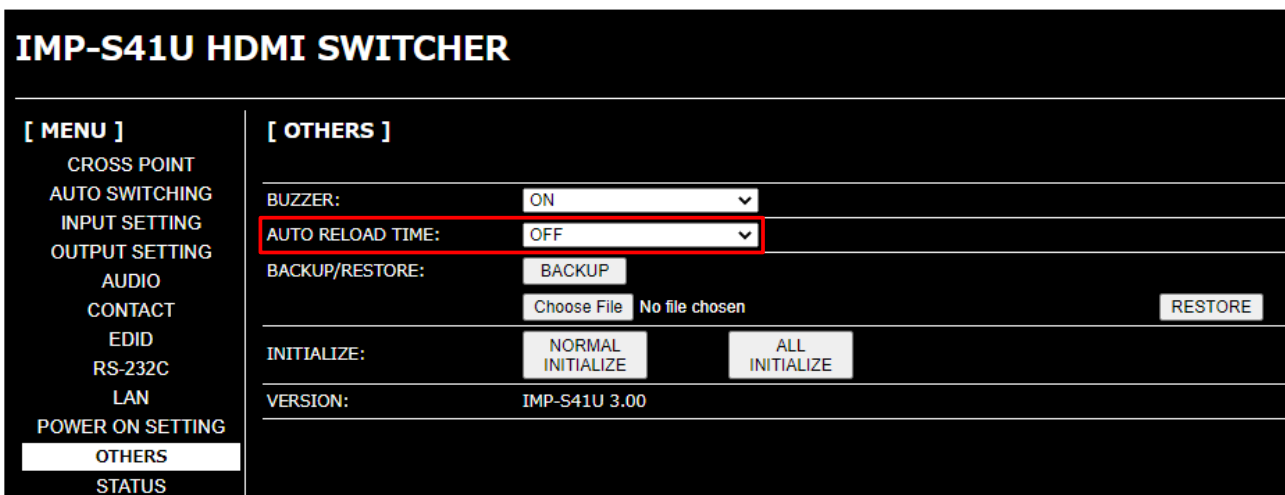 IMP-S41U HDMI SWITCHER
[ MENU ]
CROSS POINT
AUTO SWITCHING
INPUT SETTING
OUTPUT SETTING
AUDIO
CONTACT
EDID
RS-232C
LAN
POWER ON SETTING
OTHERS
STATUS
[ OTHERS ]
BUZZER: ON
AUTO RELOAD TIME: OFF
BACKUP/RESTORE: BACKUP
Choose File No file chosen RESTORE
INITIALIZE: NORMAL INITIALIZE ALL INITIALIZE
VERSION: IMP-S41U 3.00